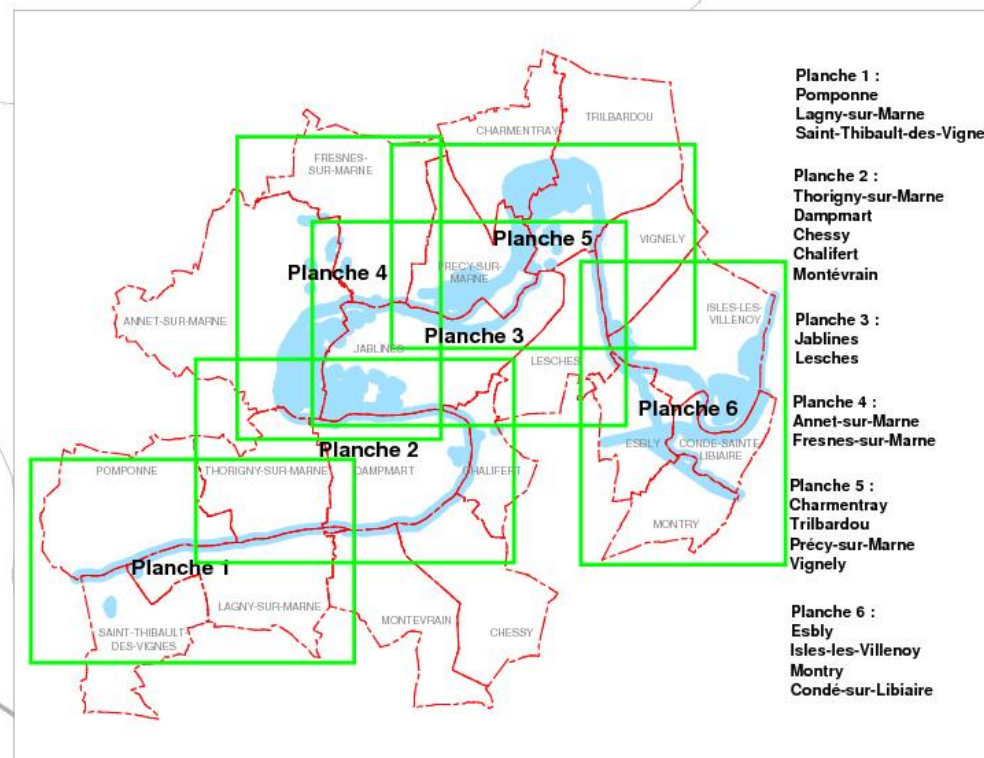 TRILBARDOU
CHARMENTRAY
FRESNES-
SUR-MARNE
Planche 5
VIGNELY
PRECY-SUR-
MARNE
Planche 4
ANNET-SUR-MARNE
ISLES-LES-
VILLENOY
Planche 3
JABLINES
LESCHES
Planche 6
ESBLY
CONDE-SAINTE
LIBIAIRE
Planche 2
POMPONNE
THORIGNY-SUR-MARNE
DAMPMART
CHALIFERT
MONTRY
Planche 1
LAGNY-SUR-MARNE
MONTEVRAIN
SAINT-THIBAULT-
DES-VIGNES
CHESSY
Planche 1 :
Pomponne
Lagny-sur-Marne
Saint-Thibault-des-Vigne
Planche 2 :
Thorigny-sur-Marne
Dampmart
Chessy
Chalifert
Montévrain
Planche 3 :
Jablines
Lesches
Planche 4 :
Annet-sur-Marne
Fresnes-sur-Marne
Planche 5 :
Charmentray
Trilbardou
Précy-sur-Marne
Vignely
Planche 6 :
Esbly
Isles-les-Villenoy
Montry
Condé-sur-Libiaire